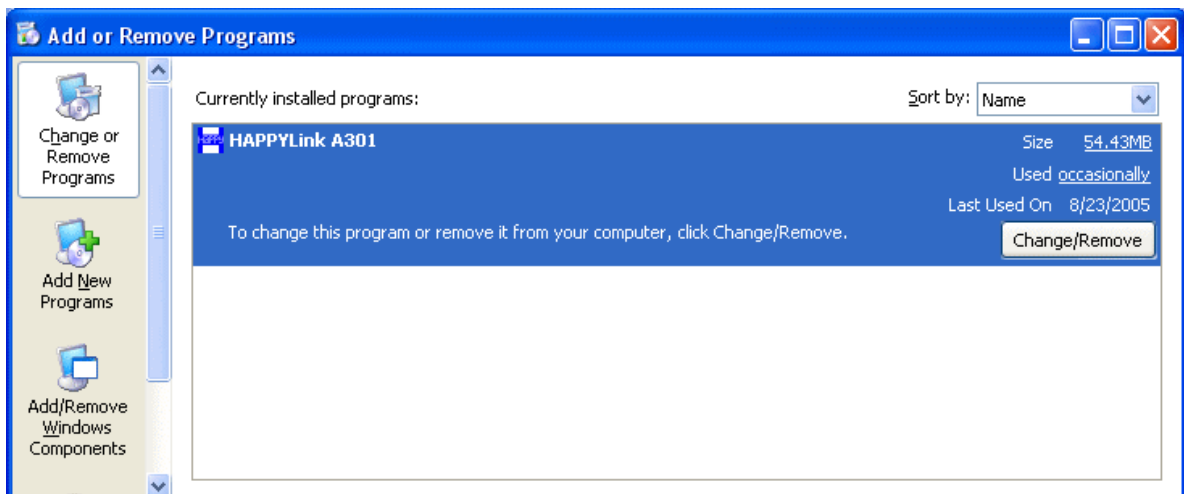 Add or Remove Programs
Change or
Remove
Programs
Add New
Programs
Add/Remove
Windows
Components
Currently installed programs:
Sort by: Name
HAPPYLink A301
Size 54.43MB
Used occasionally
Last Used On 8/23/2005
To change this program or remove it from your computer, click Change/Remove.
Change/Remove